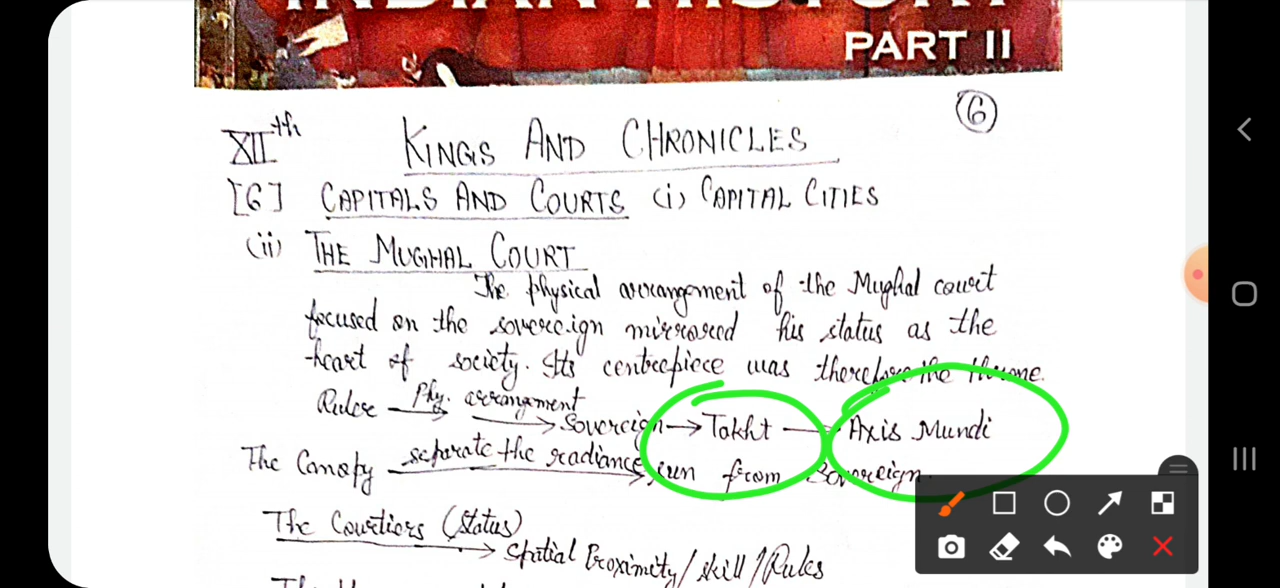 INDIAN HISTORY
PART II
6
XIIth KINGS AND CHRONICLES
[6] CAPITALS AND COURTS (i) CAPITAL CITIES
(ii) THE MUGHAL COURT
The physical arrangement of the Mughal court
focused on the sovereign mirrored his status as the
heart of society. Its centrepiece was therefore the throne.
Ruler Phy. arrangement → Sovereign → Takht → Axis Mundi
The Canopy separate the radiance → sun from Sovereign.
The Courtiers (Status) → Spatial Proximity/skill/Rules